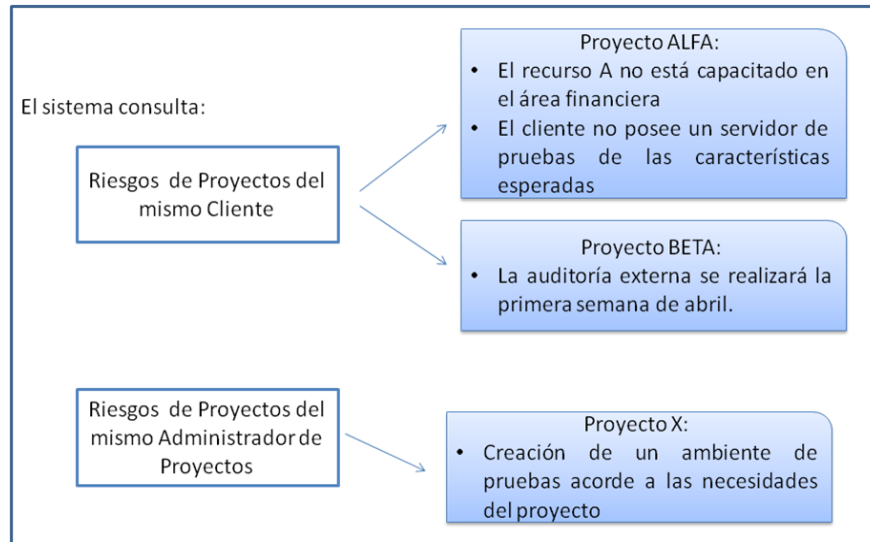 El sistema consulta:
Riesgos de Proyectos del
mismo Cliente
Proyecto ALFA:
• El recurso A no está capacitado en
el área financiera
• El cliente no posee un servidor de
pruebas de las características
esperadas
Proyecto BETA:
• La auditoría externa se realizará la
primera semana de abril.
Riesgos de Proyectos del
mismo Administrador de
Proyectos
Proyecto X:
• Creación de un ambiente de
pruebas acorde a las necesidades
del proyecto